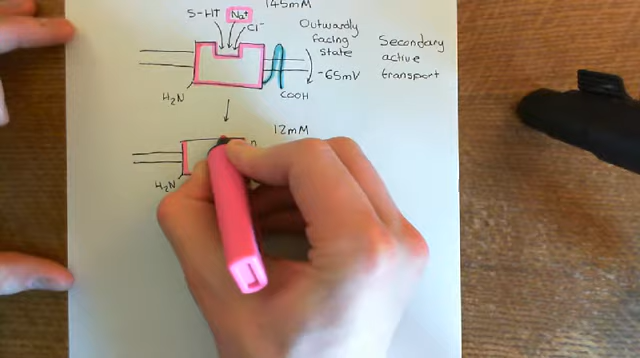 145mM
5-HT Na⁺ Cl⁻
Outwardly
facing
state
Secondary
active
transport
-65mV
H₂N
COOH
12mM
H₂N